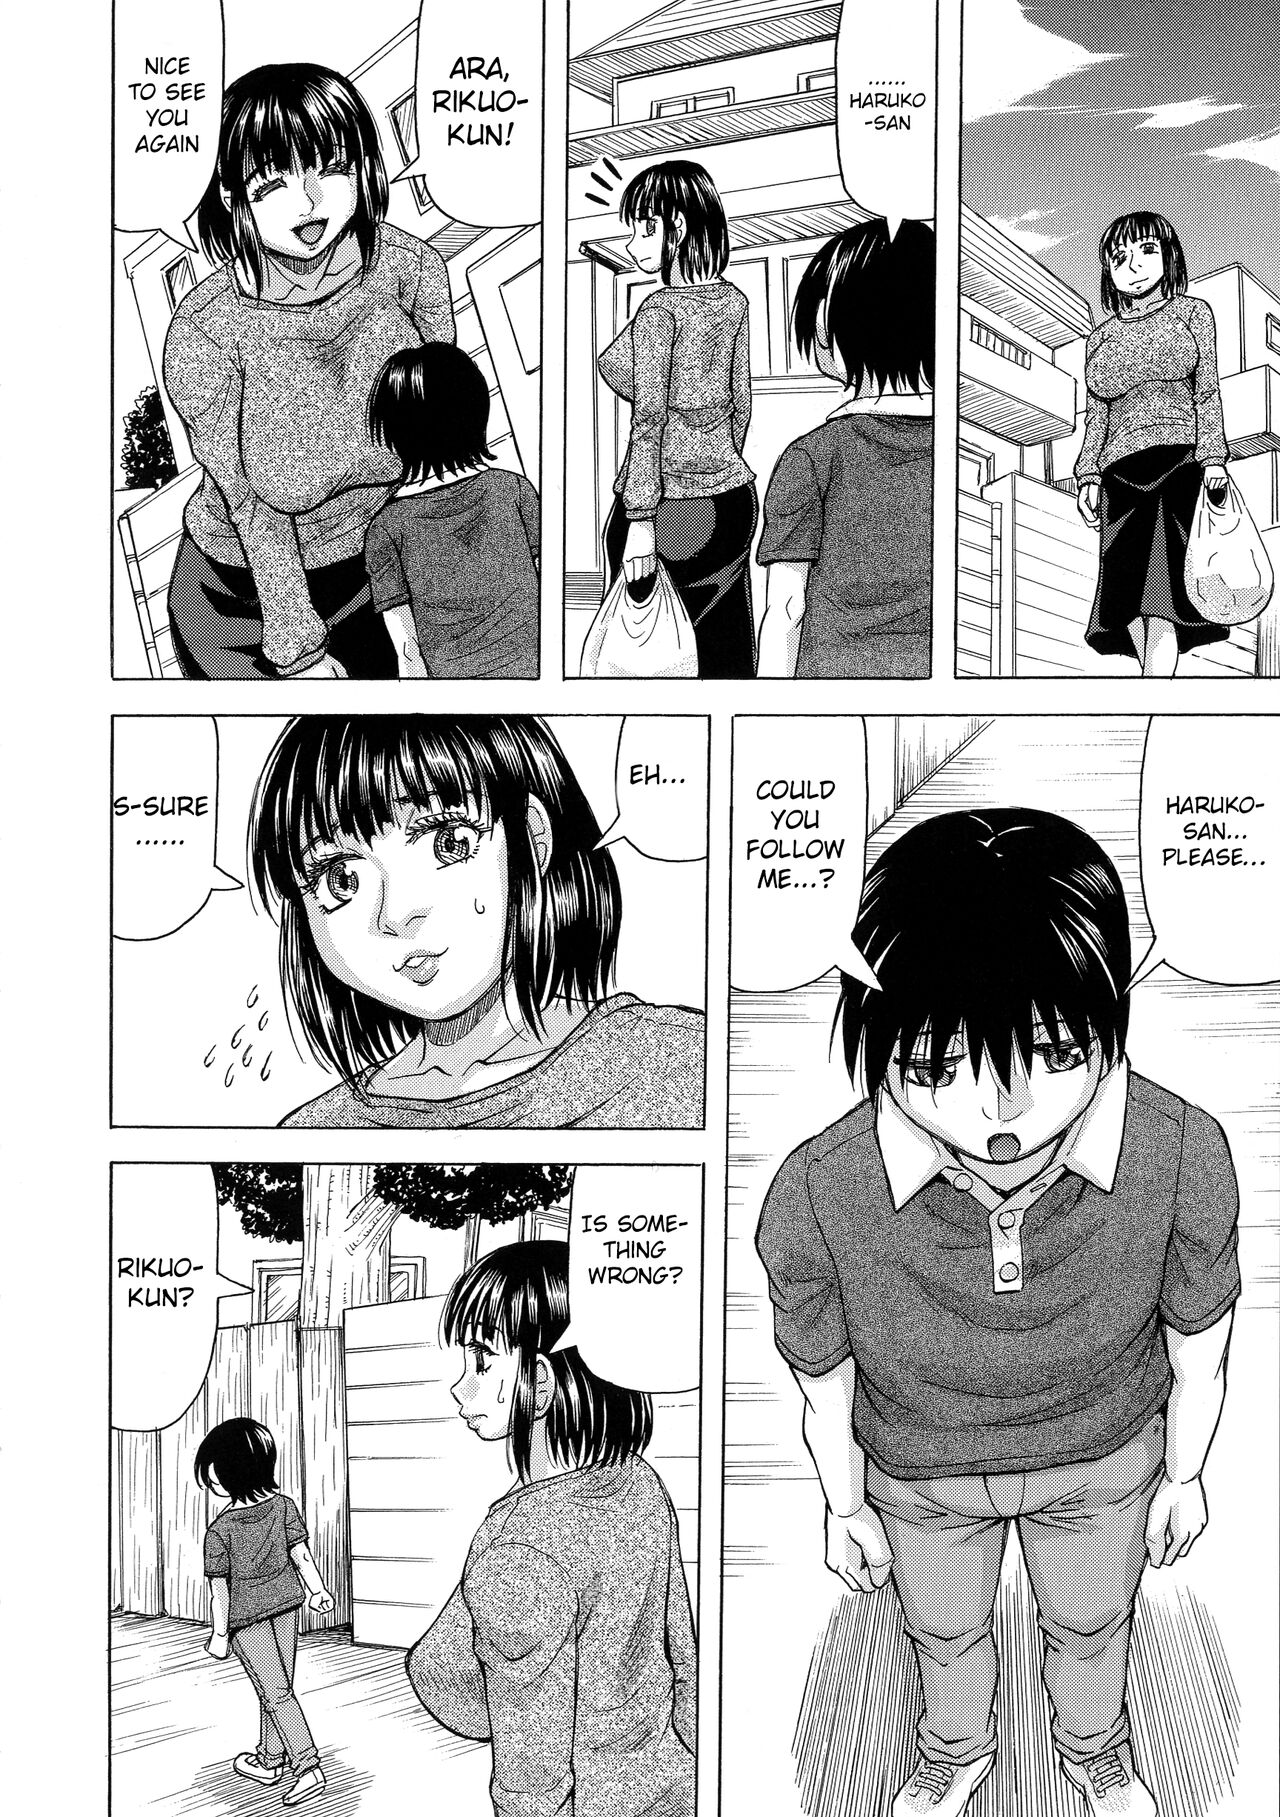 ......
HARUKO
-SAN
ARA,
RIKUO-
KUN!
NICE
TO SEE
YOU
AGAIN
HARUKO-
SAN...
PLEASE...
COULD
YOU
FOLLOW
ME...?
EH...
S-SURE
......
IS SOME-
THING
WRONG?
RIKUO-
KUN?